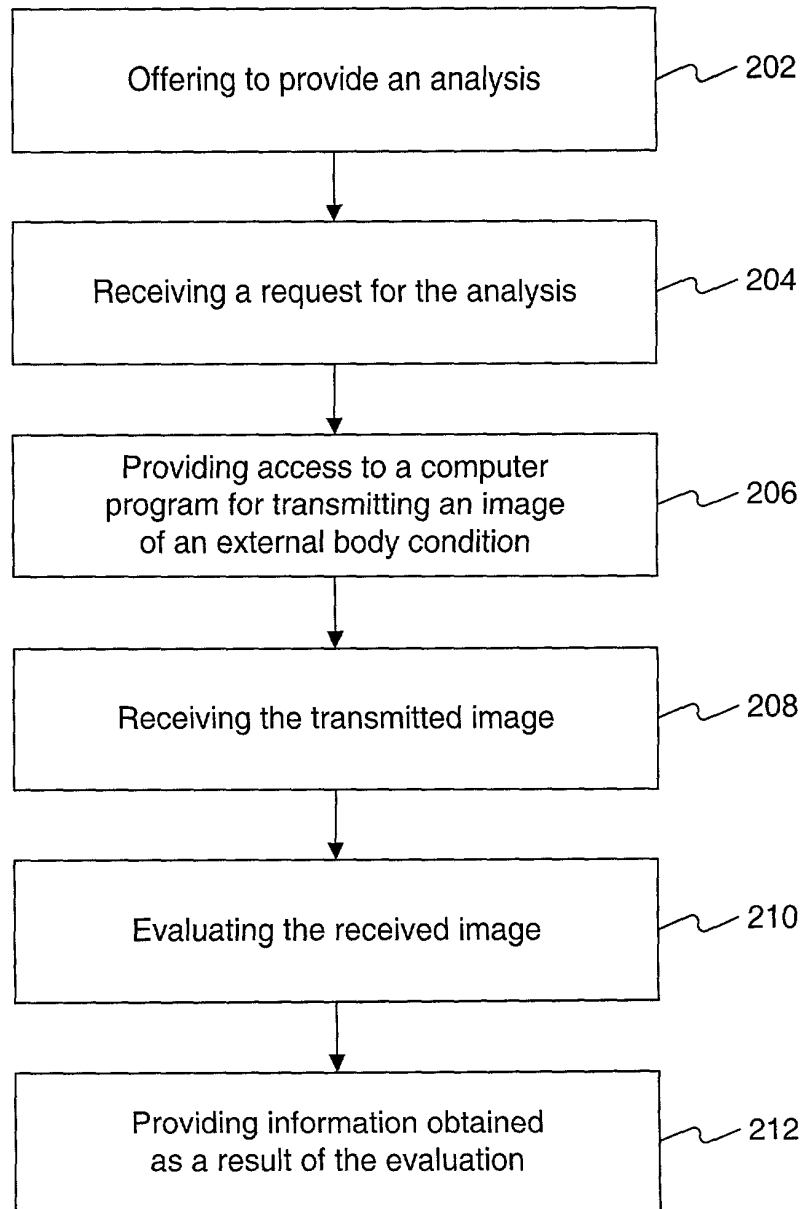 Offering to provide an analysis
202
Receiving a request for the analysis
204
Providing access to a computer
program for transmitting an image
of an external body condition
206
Receiving the transmitted image
208
Evaluating the received image
210
Providing information obtained
as a result of the evaluation
212